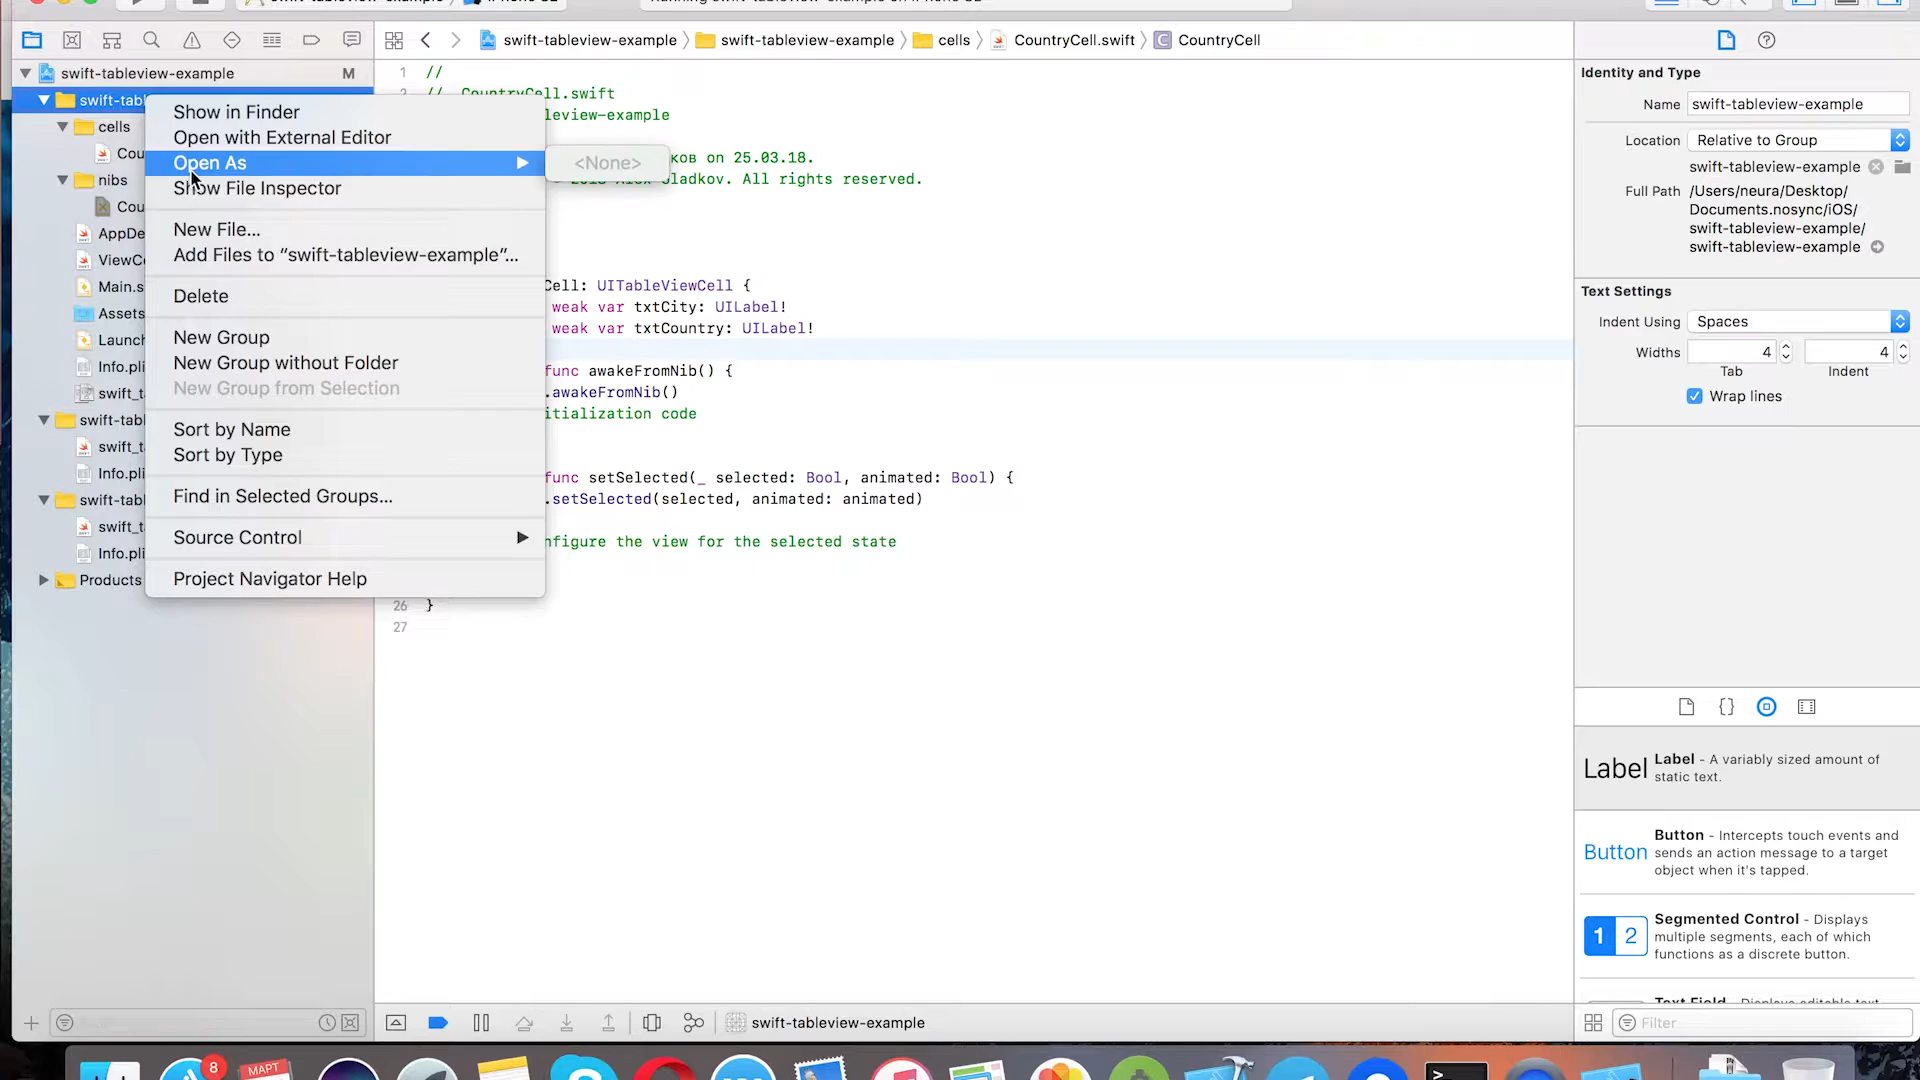 swift-tableview-example 〉 swift-tableview-example 〉 cells 〉 CountryCell.swift 〉 CountryCell
swift-tableview-example M
swift-tabl
cells
Cou
nibs
Cou
AppDe
ViewCo
Main.s
Assets
Launch
Info.pli
swift_t
swift-tabl
swift_t
Info.pli
swift-tabl
swift_t
Info.pli
Products
Show in Finder
Open with External Editor
Open As
<None>
Show File Inspector
New File...
Add Files to “swift-tableview-example”...
Delete
New Group
New Group without Folder
New Group from Selection
Sort by Name
Sort by Type
Find in Selected Groups...
Source Control
Project Navigator Help
1 //
2 // CountryCell.swift
leview-example
ков on 25.03.18.
ladkov. All rights reserved.
Cell: UITableViewCell {
weak var txtCity: UILabel!
weak var txtCountry: UILabel!
func awakeFromNib() {
.awakeFromNib()
itialization code
func setSelected(_ selected: Bool, animated: Bool) {
.setSelected(selected, animated: animated)
nfigure the view for the selected state
26 }
27
swift-tableview-example
Identity and Type
Name swift-tableview-example
Location Relative to Group
swift-tableview-example
Full Path /Users/neura/Desktop/
Documents.nosync/iOS/
swift-tableview-example/
swift-tableview-example
Text Settings
Indent Using Spaces
Widths 4 4
Tab Indent
Wrap lines
{}
Label Label - A variably sized amount of
static text.
Button Button - Intercepts touch events and
sends an action message to a target
object when it's tapped.
1 2 Segmented Control - Displays
multiple segments, each of which
functions as a discrete button.
Text Field - Displays editable text
Filter
8
МАРТ